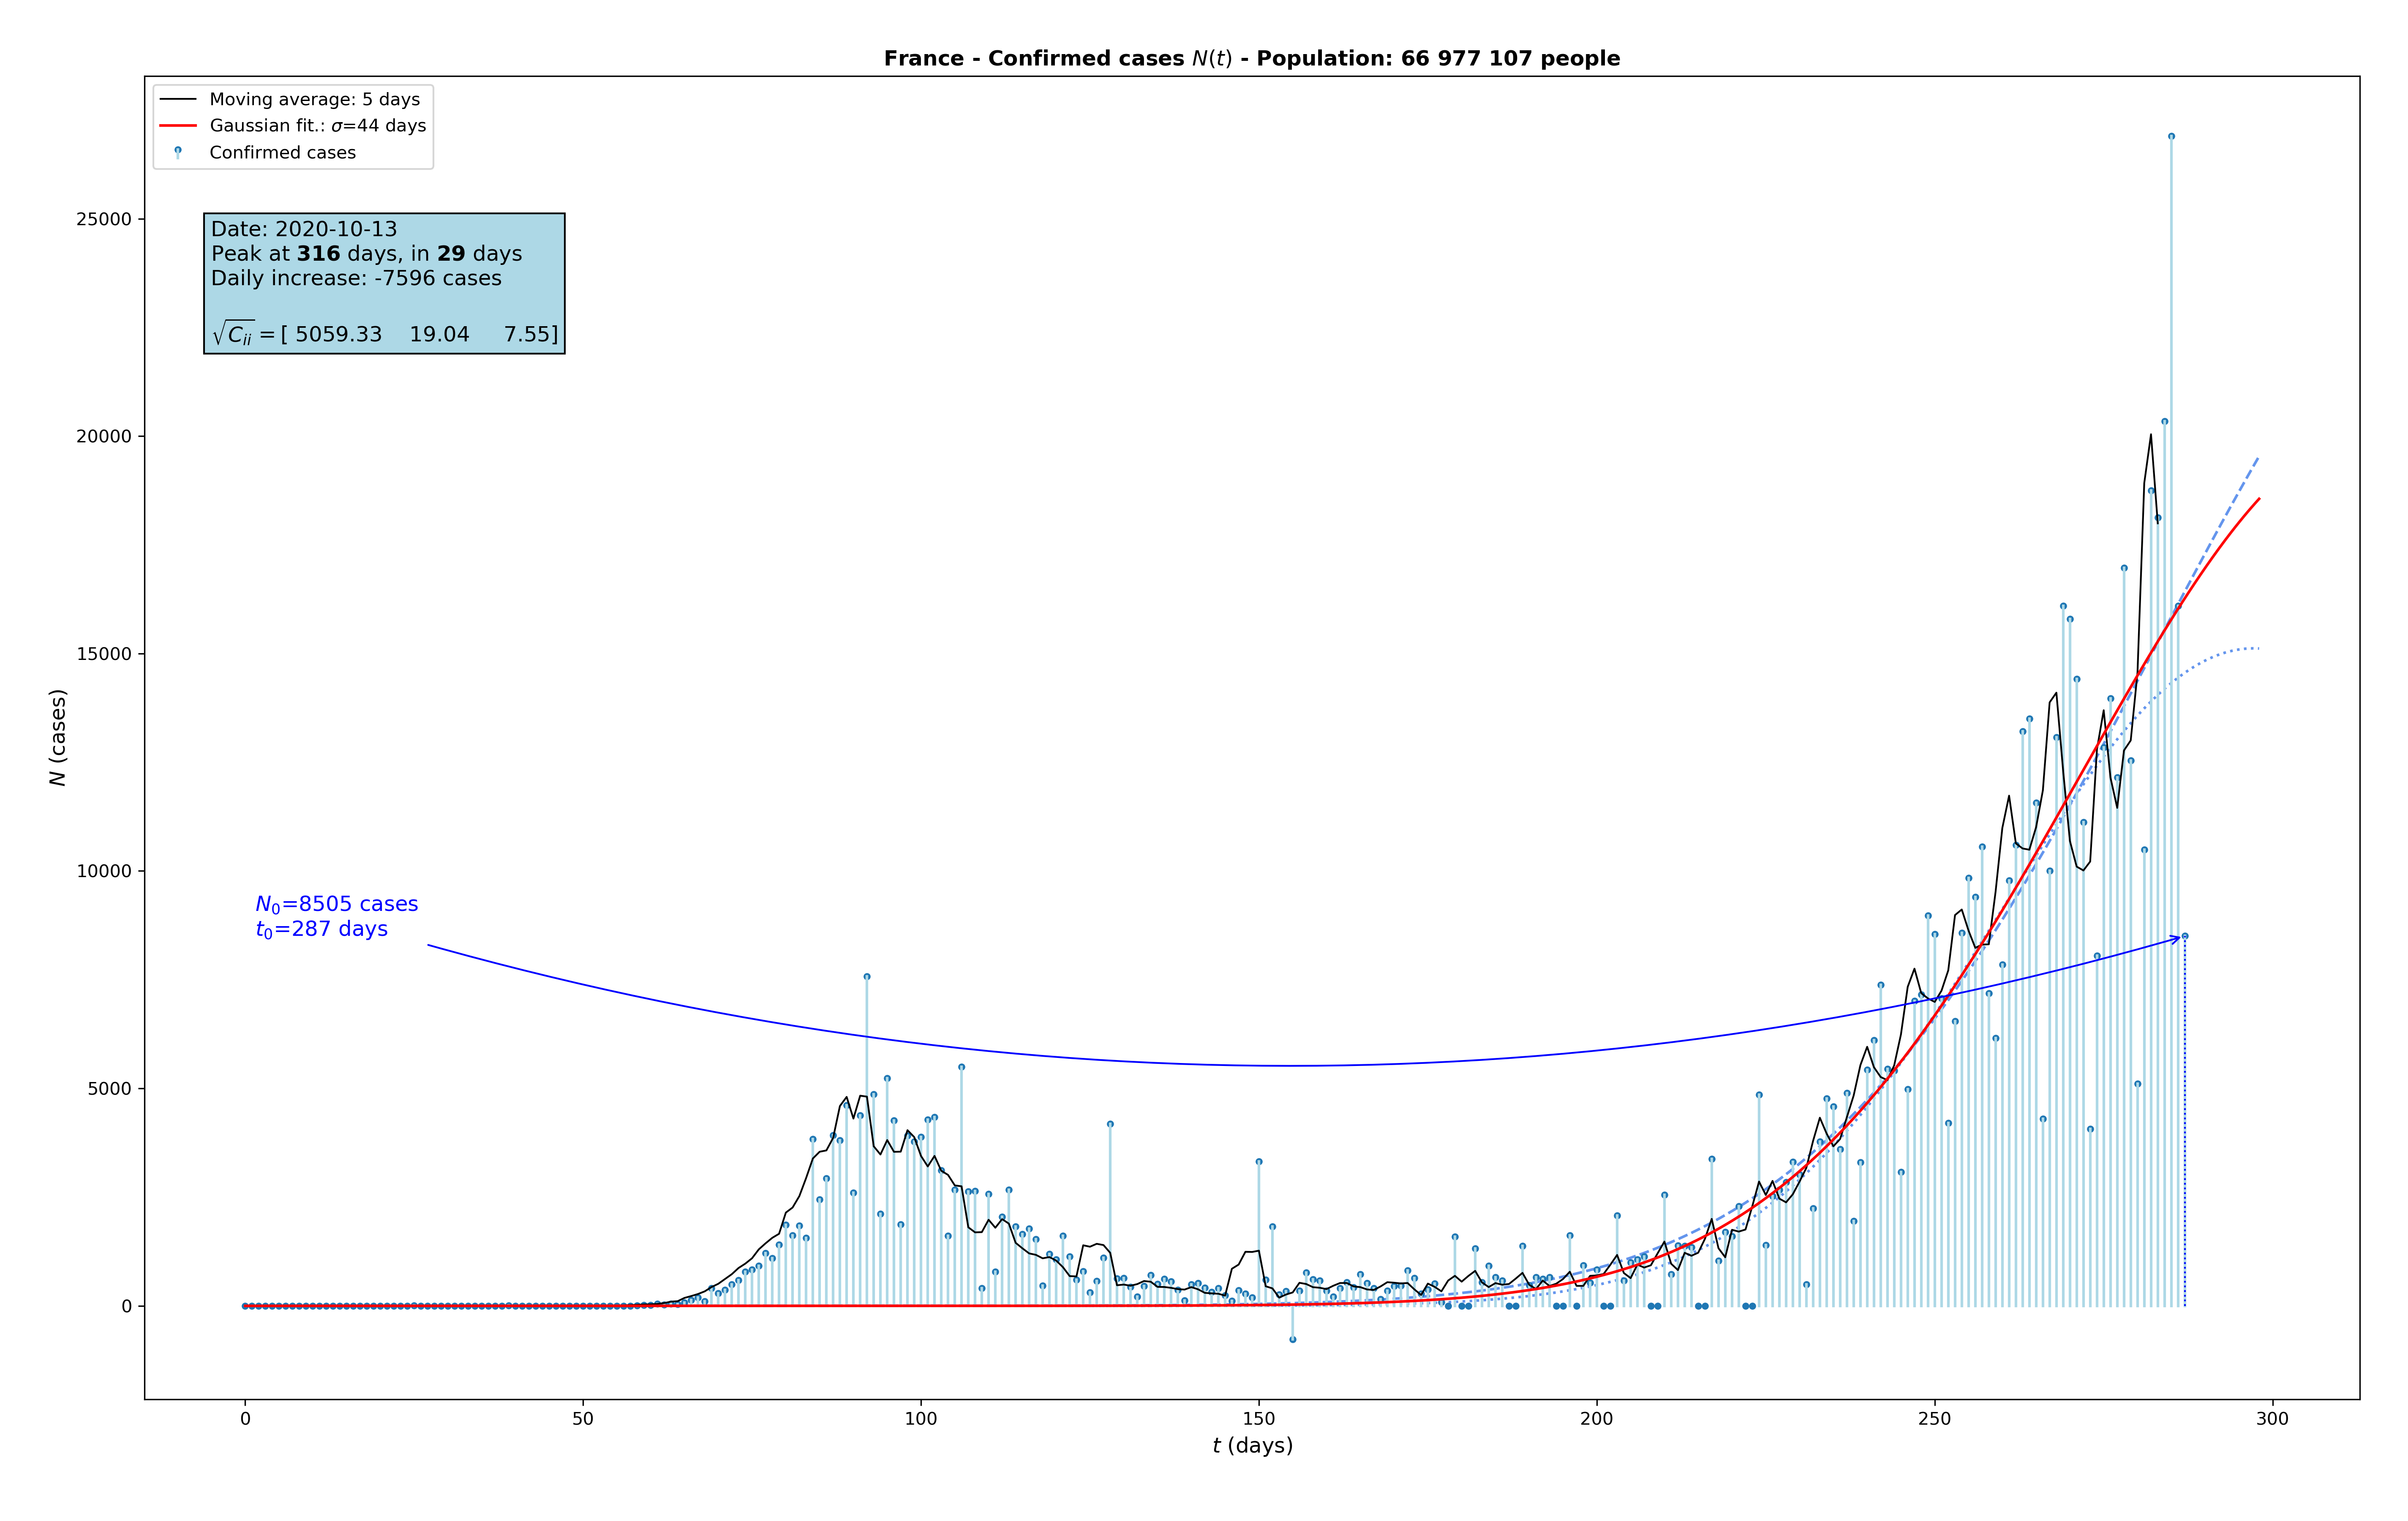 France - Confirmed cases N(t) - Population: 66 977 107 people
Moving average: 5 days
Gaussian fit.: σ=44 days
Confirmed cases
Date: 2020-10-13
Peak at 316 days, in 29 days
Daily increase: -7596 cases
√C_ii = [ 5059.33 19.04 7.55]
N_0=8505 cases
t_0=287 days
N (cases)
25000
20000
15000
10000
5000
0
0 50 100 150 200 250 300
t (days)